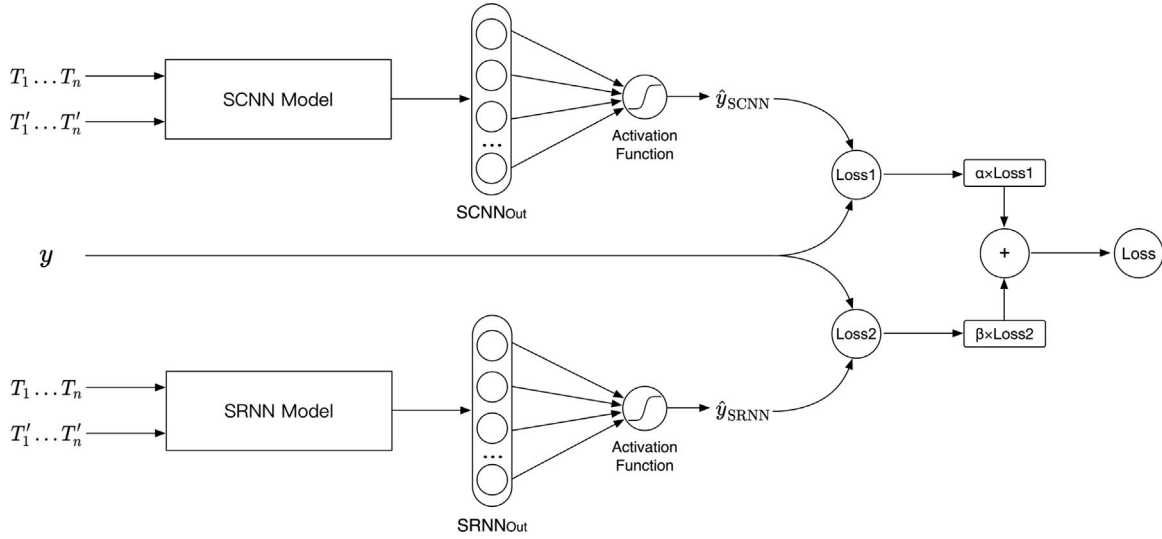 T₁ … Tₙ
T′₁ … T′ₙ
SCNN Model
...
SCNNOut
Activation
Function
ŷSCNN
Loss1
α×Loss1
y
+
Loss
Loss2
β×Loss2
T₁ … Tₙ
T′₁ … T′ₙ
SRNN Model
...
SRNNOut
Activation
Function
ŷSRNN